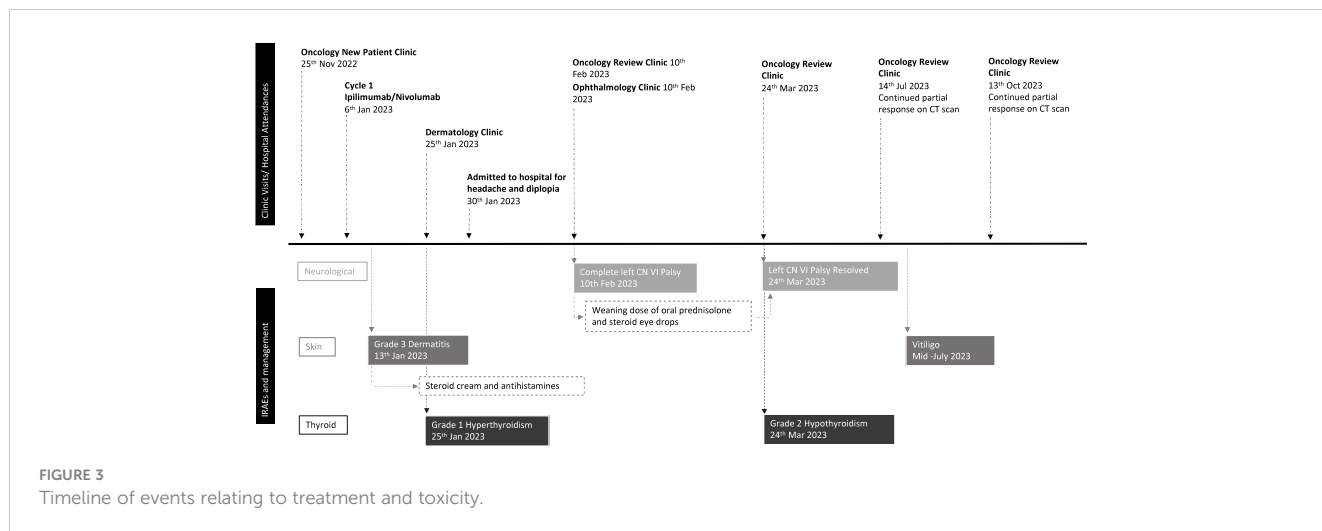 Clinic Visits/ Hospital Attendances
Oncology New Patient Clinic
25th Nov 2022
Cycle 1
Ipilimumab/Nivolumab
6th Jan 2023
Dermatology Clinic
25th Jan 2023
Admitted to hospital for
headache and diplopia
30th Jan 2023
Oncology Review Clinic 10th
Feb 2023
Ophthalmology Clinic 10th Feb
2023
Oncology Review
Clinic
24th Mar 2023
Oncology Review
Clinic
14th Jul 2023
Continued partial
response on CT scan
Oncology Review
Clinic
13th Oct 2023
Continued partial
response on CT scan
IRAEs and management
Neurological
Complete left CN VI Palsy
10th Feb 2023
Left CN VI Palsy Resolved
24th Mar 2023
Weaning dose of oral prednisolone
and steroid eye drops
Skin
Grade 3 Dermatitis
13th Jan 2023
Vitiligo
Mid -July 2023
Steroid cream and antihistamines
Thyroid
Grade 1 Hyperthyroidism
25th Jan 2023
Grade 2 Hypothyroidism
24th Mar 2023
FIGURE 3
Timeline of events relating to treatment and toxicity.